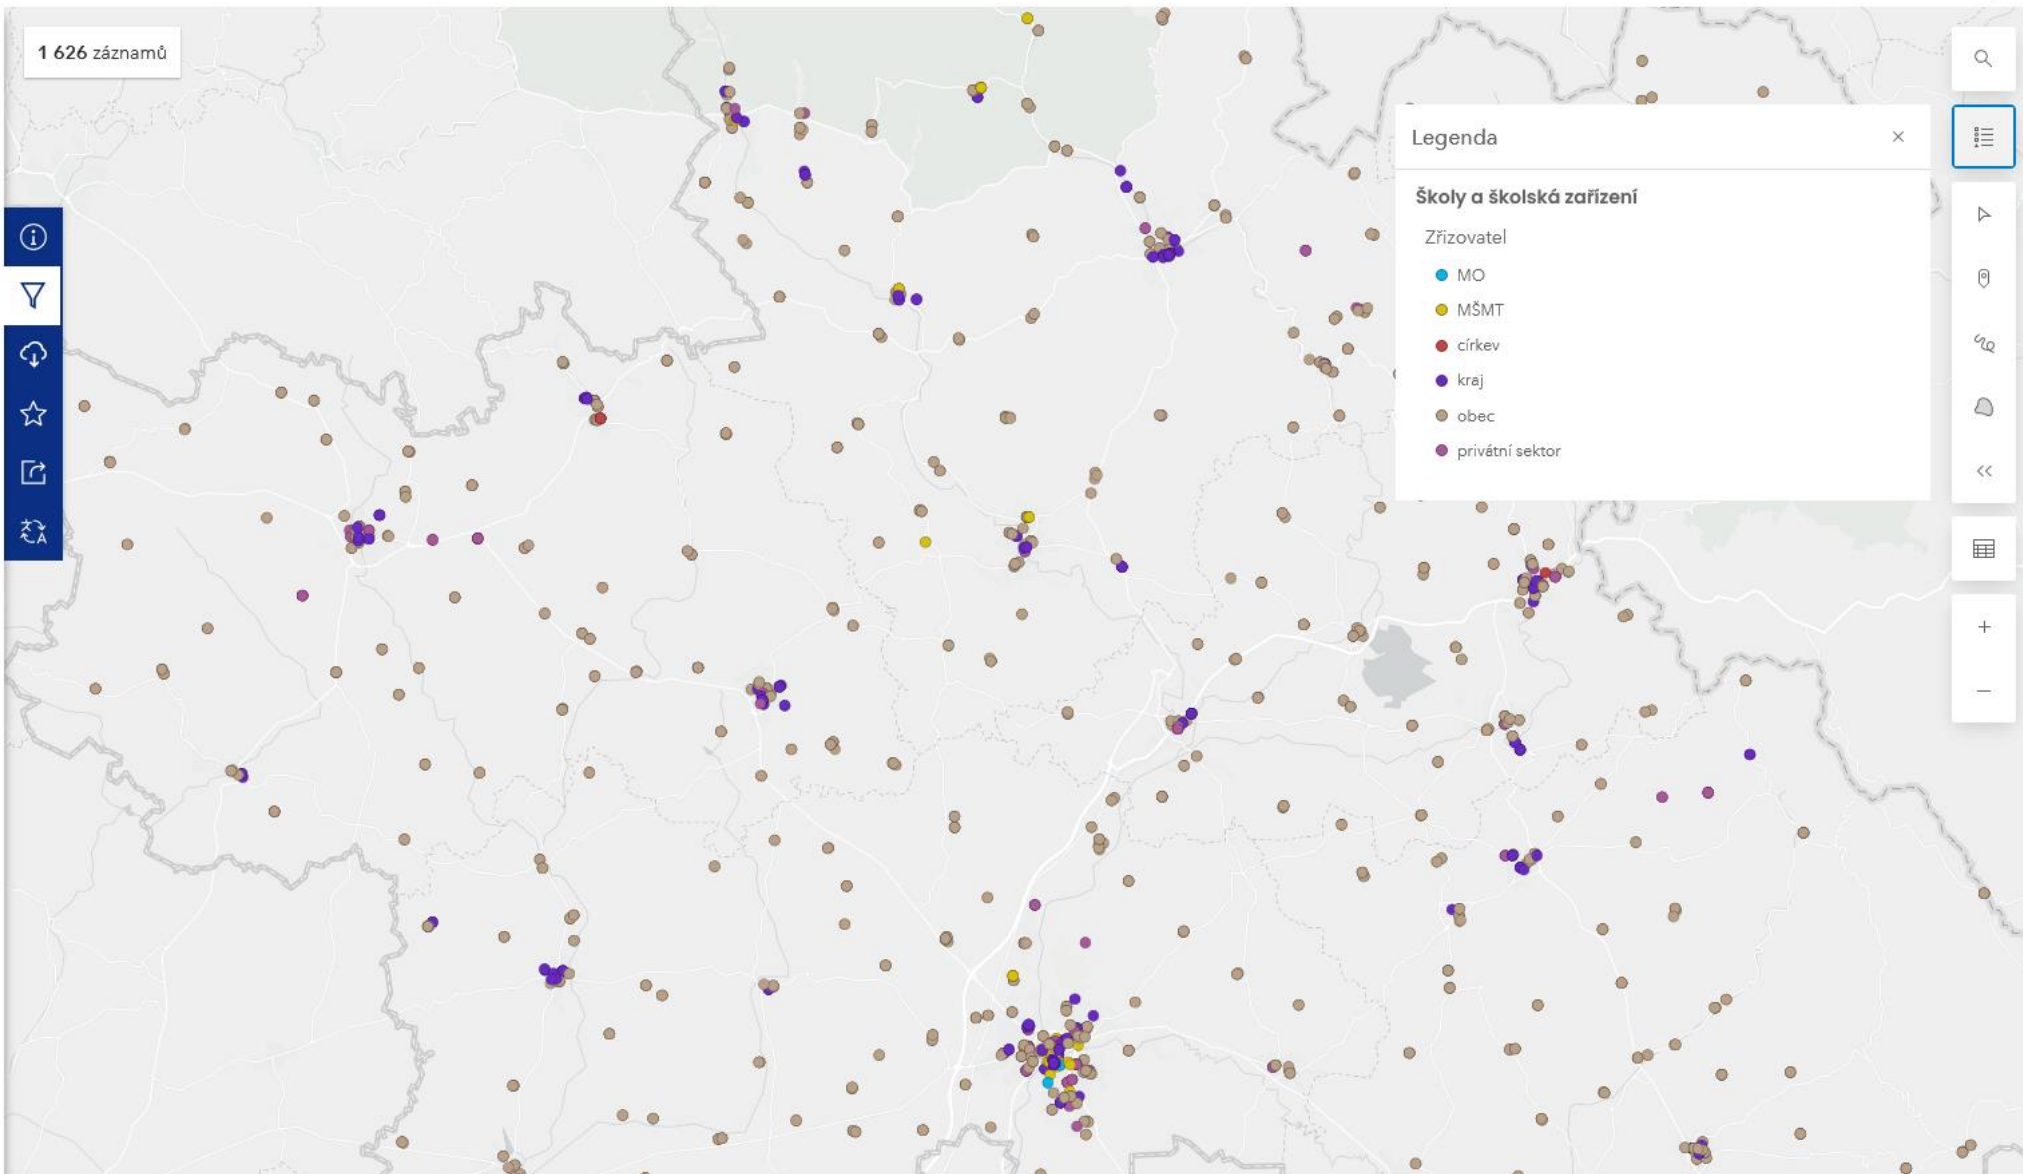 1 626 záznamů
Legenda
Školy a školská zařízení
Zřizovatel
MO
MŠMT
církev
kraj
obec
privátní sektor